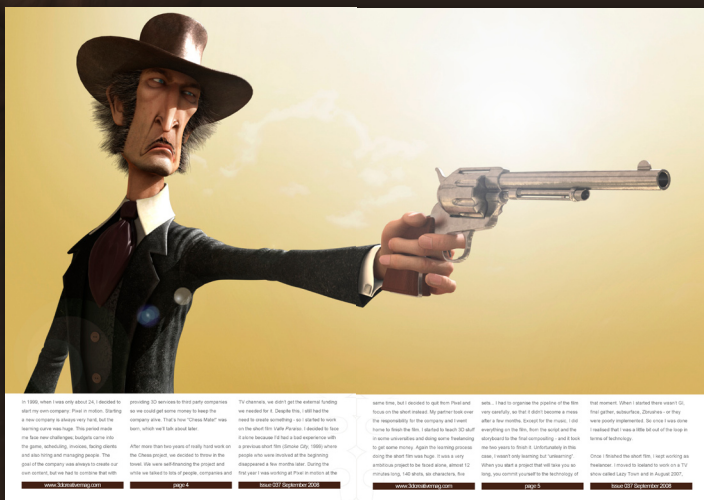 In 1999, when I was only about 24, I decided to
start my own company: Pixel in motion. Starting
a new company is always very hard, but the
learning curve was huge. This period made
me face new challenges; budgets came into
the game, scheduling, invoices, facing clients
and also hiring and managing people. The
goal of the company was always to create our
own content, but we had to combine that with
providing 3D services to third party companies
so we could get some money to keep the
company alive. That's how "Chess Mate" was
born, which we'll talk about later.
After more than two years of really hard work on
the Chess project, we decided to throw in the
towel. We were self-financing the project and
while we talked to lots of people, companies and
TV channels, we didn't get the external funding
we needed for it. Despite this, I still had the
need to create something - so I started to work
on the short film Valle Paraiso. I decided to face
it alone because I'd had a bad experience with
a previous short film (Smoke City, 1998) where
people who were involved at the beginning
disappeared a few months later. During the
first year I was working at Pixel in motion at the
same time, but I decided to quit from Pixel and
focus on the short instead. My partner took over
the responsibility for the company and I went
home to finish the film. I started to teach 3D stuff
in some universities and doing some freelancing
to get some money. Again the learning process
doing the short film was huge. It was a very
ambitious project to be faced alone, almost 12
minutes long, 140 shots, six characters, five
sets... I had to organise the pipeline of the film
very carefully, so that it didn't become a mess
after a few months. Except for the music, I did
everything on the film, from the script and the
storyboard to the final compositing - and it took
me two years to finish it. Unfortunately in this
case, I wasn't only learning but "unlearning".
When you start a project that will take you so
long, you commit yourself to the technology of
that moment. When I started there wasn't GI,
final gather, subsurface, Zbrushes - or they
were poorly implemented. So once I was done
I realised that I was a little bit out of the loop in
terms of technology.
Once I finished the short film, I kept working as
freelancer. I moved to Iceland to work on a TV
show called Lazy Town and in August 2007,
www.3dcreativemag.com
page 4
Issue 037 September 2008
www.3dcreativemag.com
page 5
Issue 037 September 2008